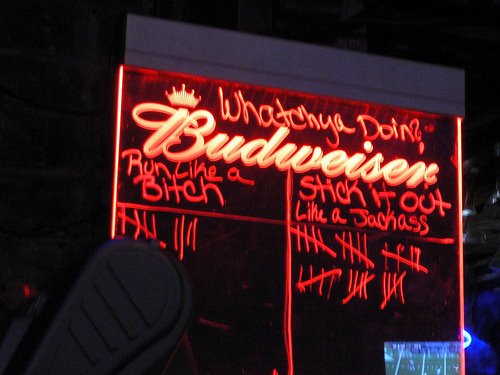 Whatchya Doin?
Budweiser
Run Like a
Bitch
Stick it out
Like a Jackass